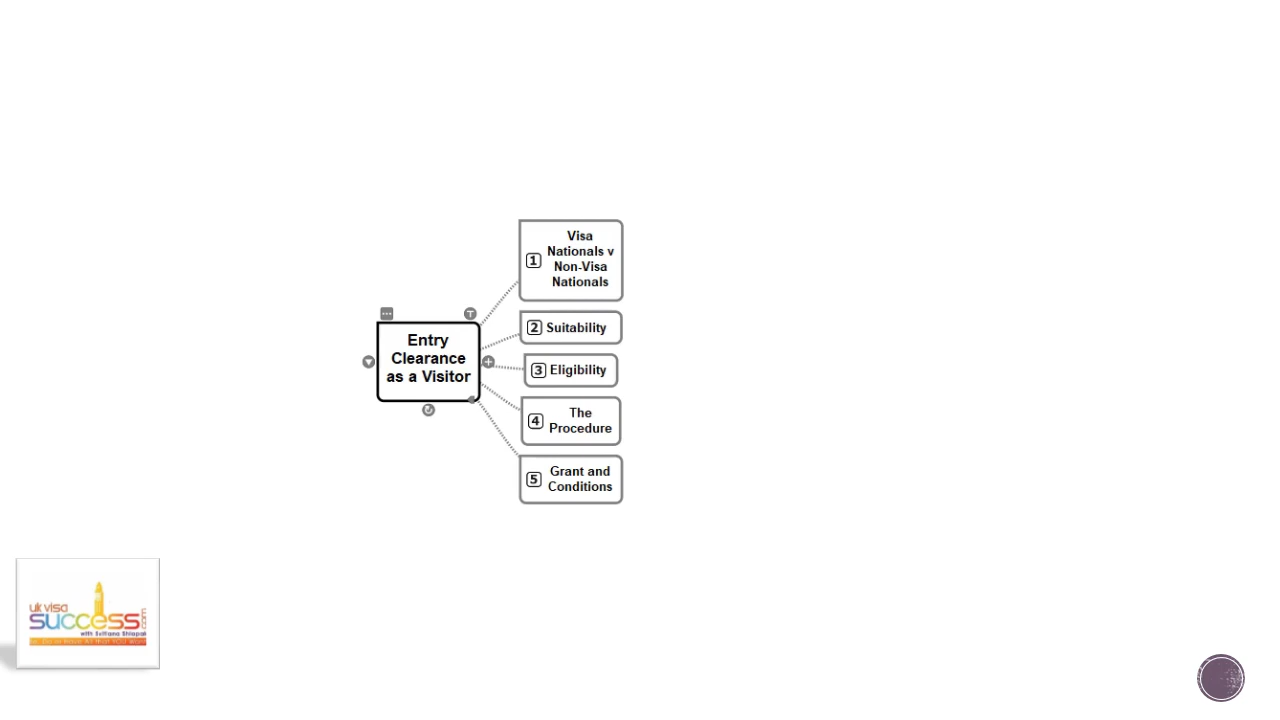 Visa
Nationals v
1 Non-Visa
Nationals
2 Suitability
Entry
Clearance
as a Visitor
3 Eligibility
4 The
Procedure
5 Grant and
Conditions
uk visa
success.com
with Svitlana Shlapak